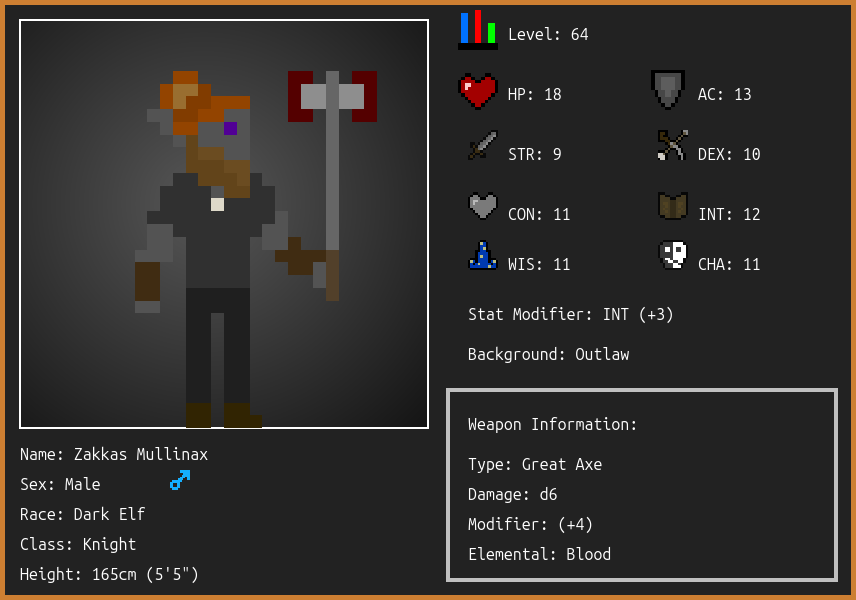 Level: 64
HP: 18
AC: 13
STR: 9
DEX: 10
CON: 11
INT: 12
WIS: 11
CHA: 11
Stat Modifier: INT (+3)
Background: Outlaw
Weapon Information:
Type: Great Axe
Damage: d6
Modifier: (+4)
Elemental: Blood
Name: Zakkas Mullinax
Sex: Male
Race: Dark Elf
Class: Knight
Height: 165cm (5'5")